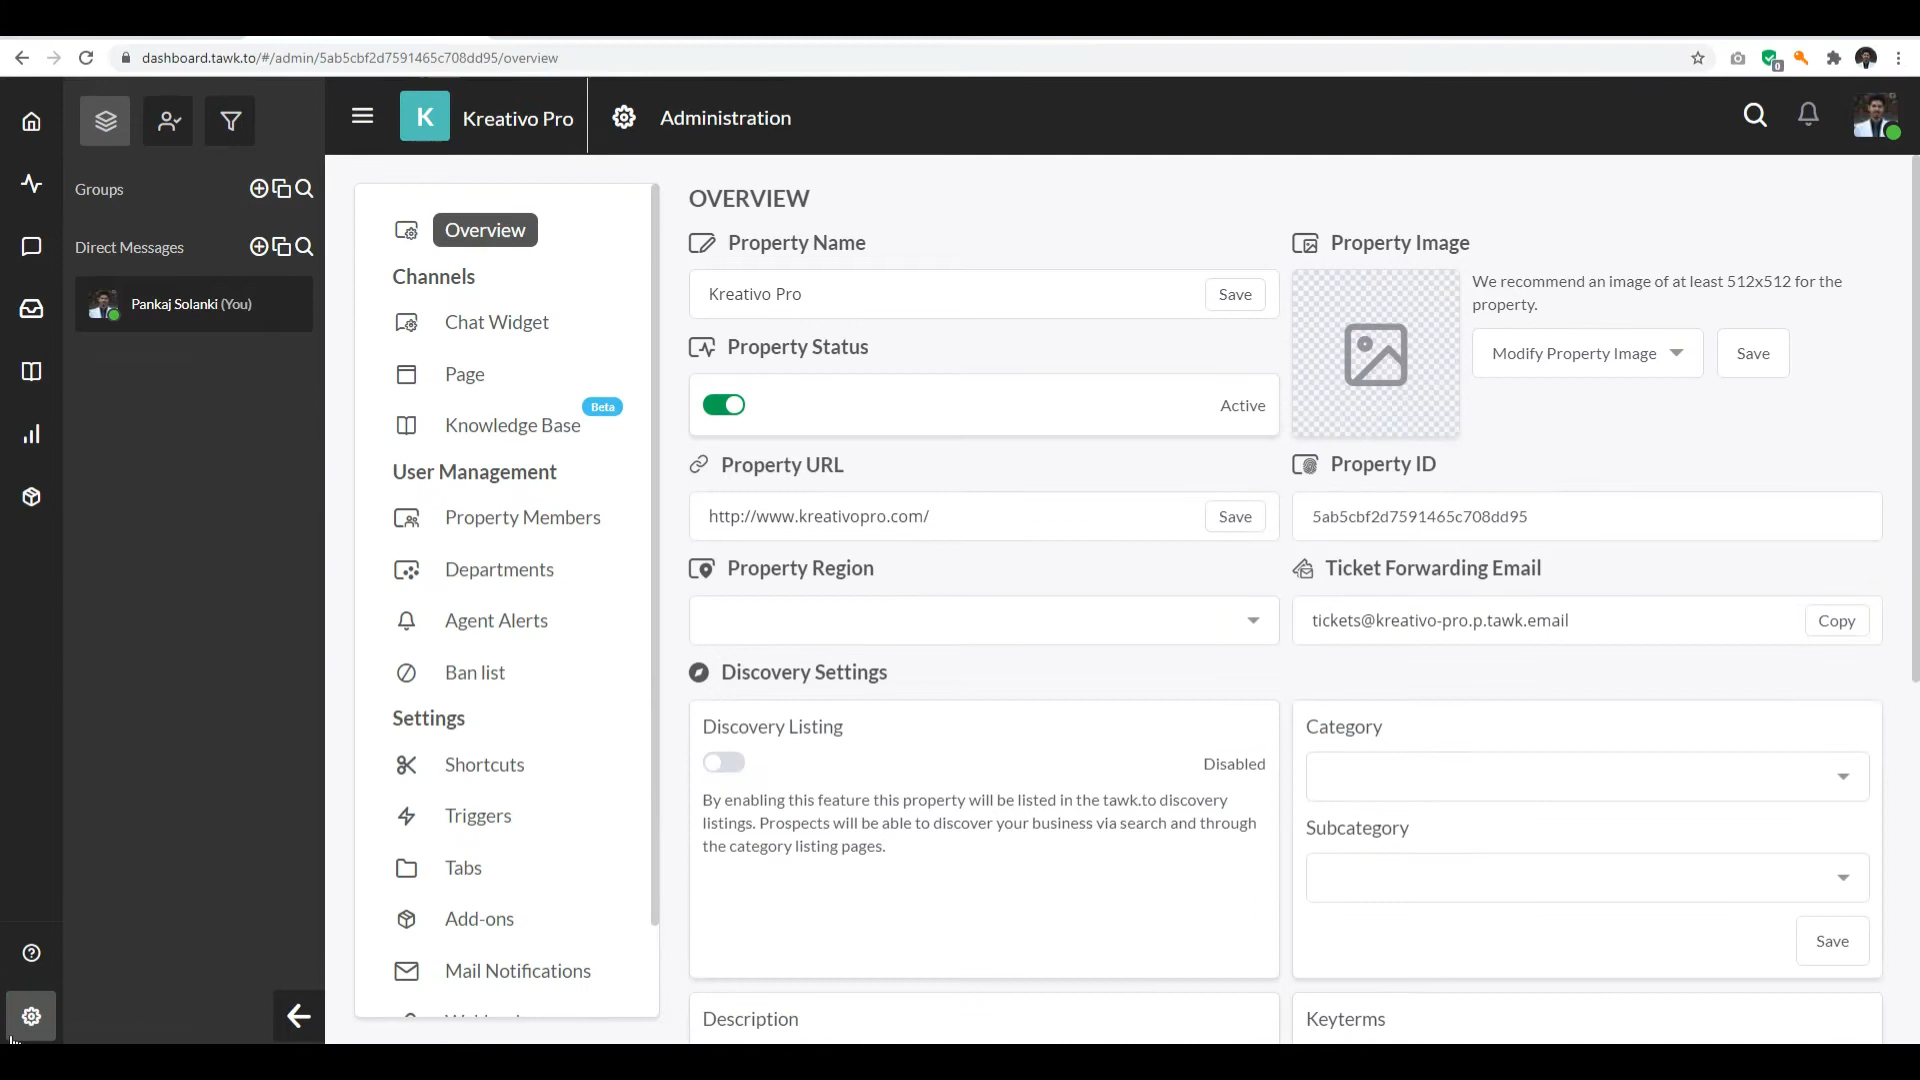 dashboard.tawk.to/#/admin/5ab5cbf2d7591465c708dd95/overview
0
K
Kreativo Pro
Administration
Groups
Direct Messages
Pankaj Solanki (You)
Overview
Channels
Chat Widget
Page
Beta
Knowledge Base
User Management
Property Members
Departments
Agent Alerts
Ban list
Settings
Shortcuts
Triggers
Tabs
Add-ons
Mail Notifications
OVERVIEW
Property Name
Kreativo Pro
Save
Property Status
Active
Property URL
http://www.kreativopro.com/
Save
Property Region
Property Image
We recommend an image of at least 512x512 for the
property.
Modify Property Image
Save
Property ID
5ab5cbf2d7591465c708dd95
Ticket Forwarding Email
tickets@kreativo-pro.p.tawk.email
Copy
Discovery Settings
Discovery Listing
Disabled
By enabling this feature this property will be listed in the tawk.to discovery
listings. Prospects will be able to discover your business via search and through
the category listing pages.
Category
Subcategory
Save
Description
Keyterms